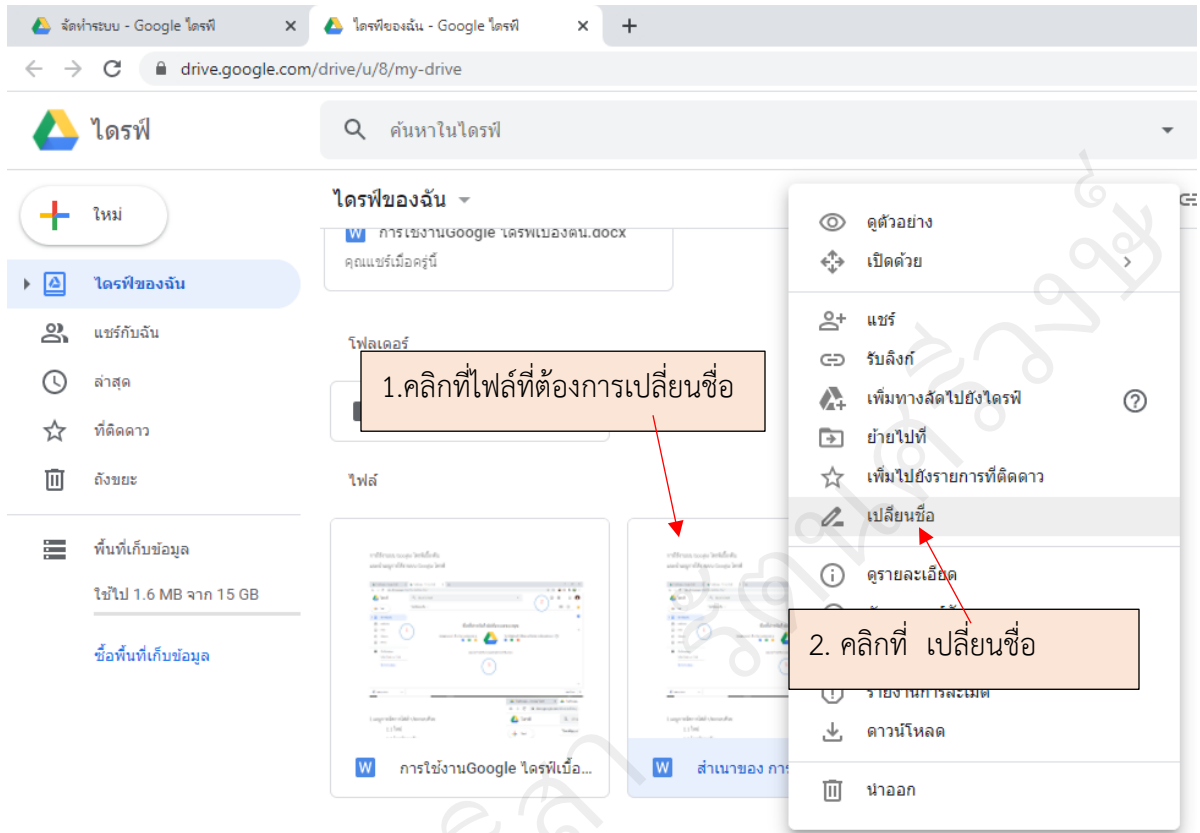 จัดทำระบบ - Google ไดรฟ์
ไดรฟ์ของฉัน - Google ไดรฟ์
drive.google.com/drive/u/8/my-drive
ไดรฟ์
ค้นหาในไดรฟ์
ใหม่
ไดรฟ์ของฉัน
แชร์กับฉัน
ล่าสุด
ที่ติดดาว
ถังขยะ
พื้นที่เก็บข้อมูล
ใช้ไป 1.6 MB จาก 15 GB
ซื้อพื้นที่เก็บข้อมูล
ไดรฟ์ของฉัน
W การใช้งานGoogle ไดรฟ์เบื้องต้น.docx
คุณแชร์เมื่อครู่นี้
โฟลเดอร์
1.คลิกที่ไฟล์ที่ต้องการเปลี่ยนชื่อ
ไฟล์
W การใช้งานGoogle ไดรฟ์เบื้อ...
W สำเนาของ การ
ดูตัวอย่าง
เปิดด้วย
แชร์
รับลิงก์
เพิ่มทางลัดไปยังไดรฟ์
ย้ายไปที่
เพิ่มไปยังรายการที่ติดดาว
เปลี่ยนชื่อ
ดูรายละเอียด
2. คลิกที่ เปลี่ยนชื่อ
รายงานการละเมิด
ดาวน์โหลด
นำออก